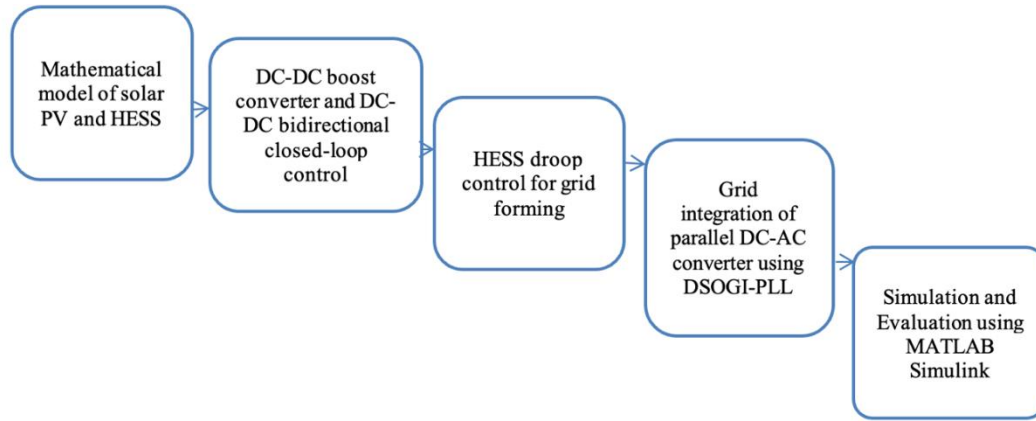 Mathematical
model of solar
PV and HESS
DC-DC boost
converter and DC-
DC bidirectional
closed-loop
control
HESS droop
control for grid
forming
Grid
integration of
parallel DC-AC
converter using
DSOGI-PLL
Simulation and
Evaluation using
MATLAB
Simulink